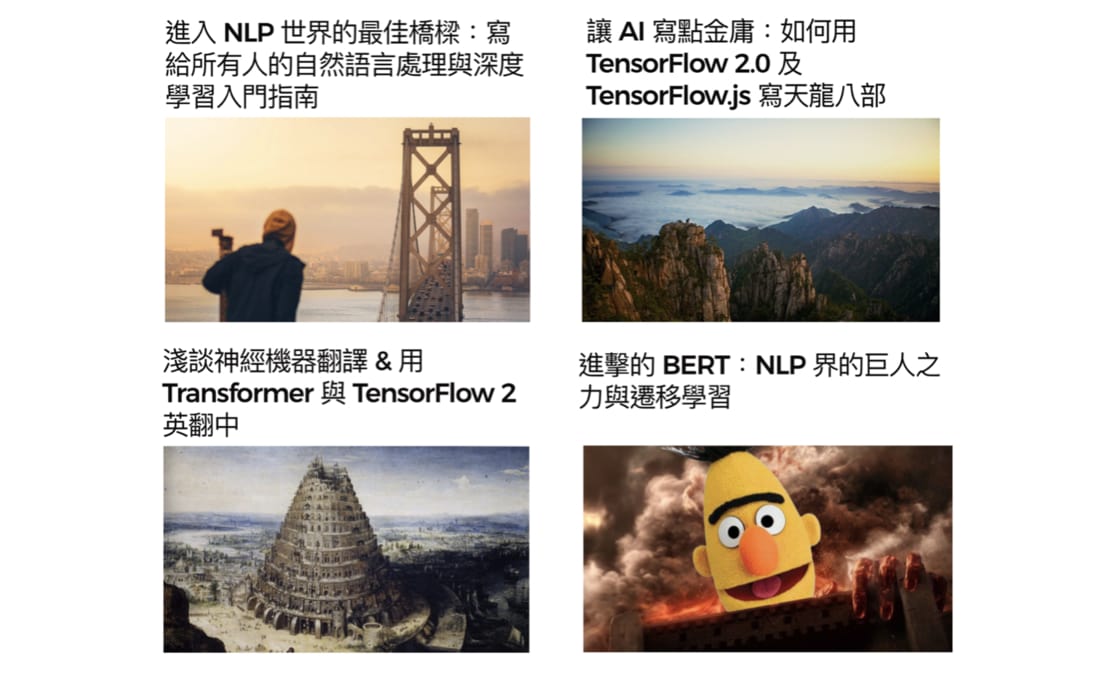 進入 NLP 世界的最佳橋樑：寫
給所有人的自然語言處理與深度
學習入門指南
讓 AI 寫點金庸：如何用
TensorFlow 2.0 及
TensorFlow.js 寫天龍八部
淺談神經機器翻譯 & 用
Transformer 與 TensorFlow 2
英翻中
進擊的 BERT：NLP 界的巨人之
力與遷移學習